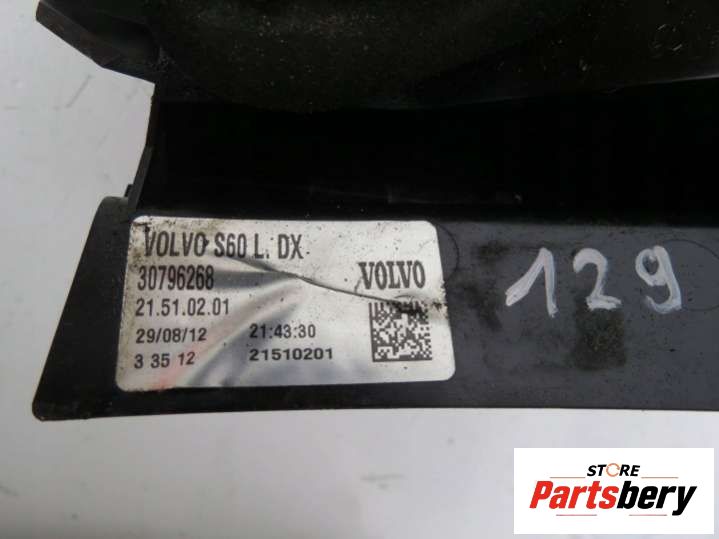 VOLVO S60 L. DX
30796268
VOLVO
21.51.02.01
29/08/12 21:43:30
3 35 12 21510201
129
STORE
Partsbery